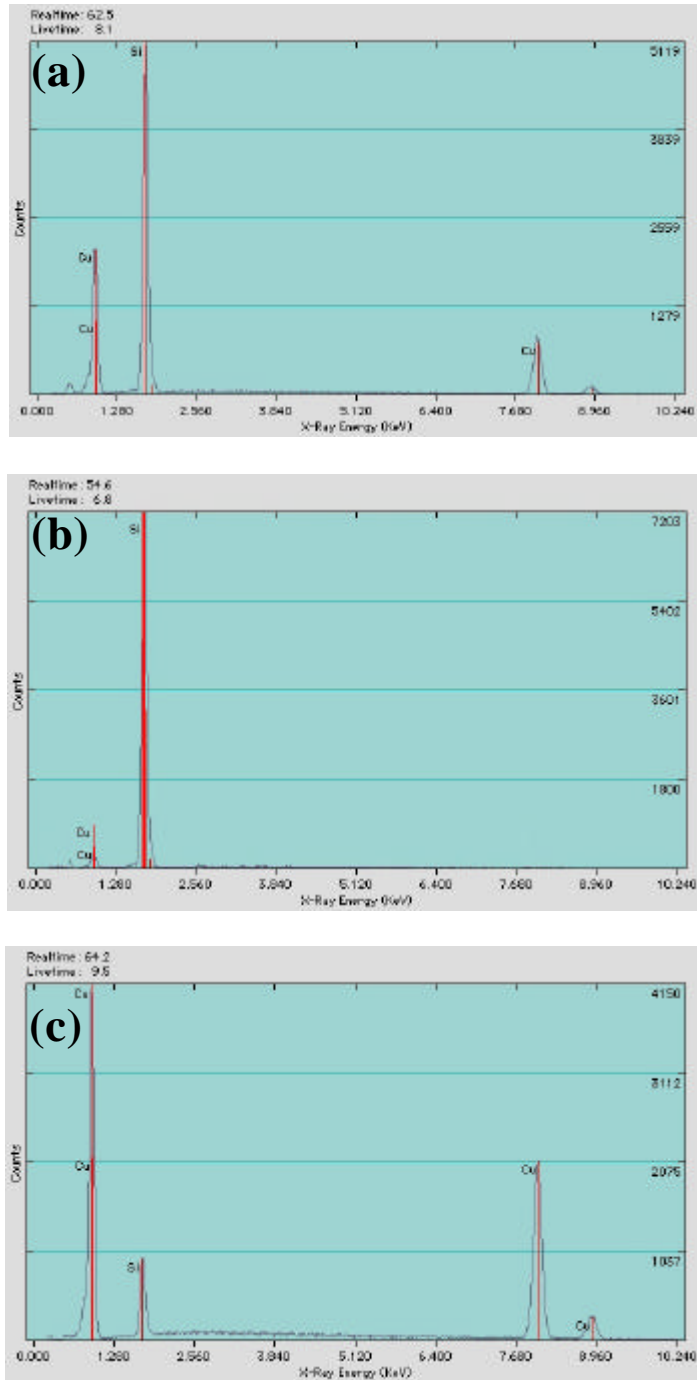 Realtime: 62.5
Livetime: 8.1
(a)
Si
5119
3839
Cu
2559
Counts
Cu
1279
Cu
0.000 1.280 2.560 3.840 5.120 6.400 7.680 8.960 10.240
X-Ray Energy (KeV)
Realtime: 54.6
Livetime: 6.8
(b)
Si
7203
5402
Counts
3601
1800
Cu
Cu
0.000 1.280 2.560 3.840 5.120 6.400 7.680 8.960 10.240
X-Ray Energy (KeV)
Realtime: 64.2
Livetime: 9.5
(c)
Cu
4150
3112
Counts
Cu
Cu
2075
Si
1037
Cu
0.000 1.280 2.560 3.840 5.120 6.400 7.680 8.960 10.240
X-Ray Energy (KeV)